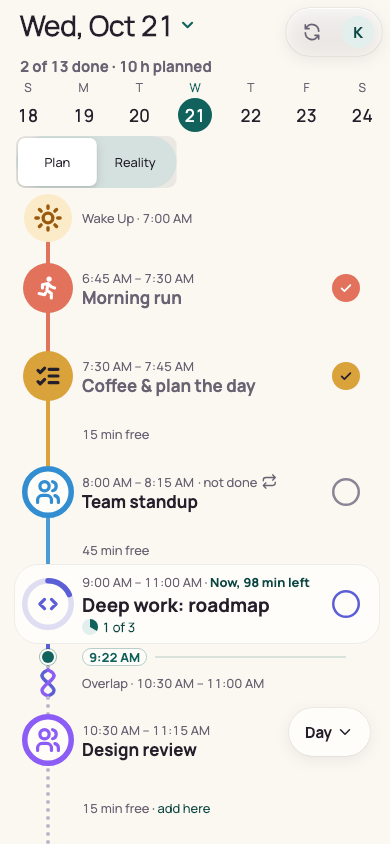 Wed, Oct 21
K
2 of 13 done · 10 h planned
S M T W T F S
18 19 20 21 22 23 24
Plan Reality
Wake Up · 7:00 AM
6:45 AM – 7:30 AM
Morning run
7:30 AM – 7:45 AM
Coffee & plan the day
15 min free
8:00 AM – 8:15 AM · not done
Team standup
45 min free
9:00 AM – 11:00 AM · Now, 98 min left
Deep work: roadmap
1 of 3
9:22 AM
Overlap · 10:30 AM – 11:00 AM
10:30 AM – 11:15 AM
Design review
Day
15 min free · add here